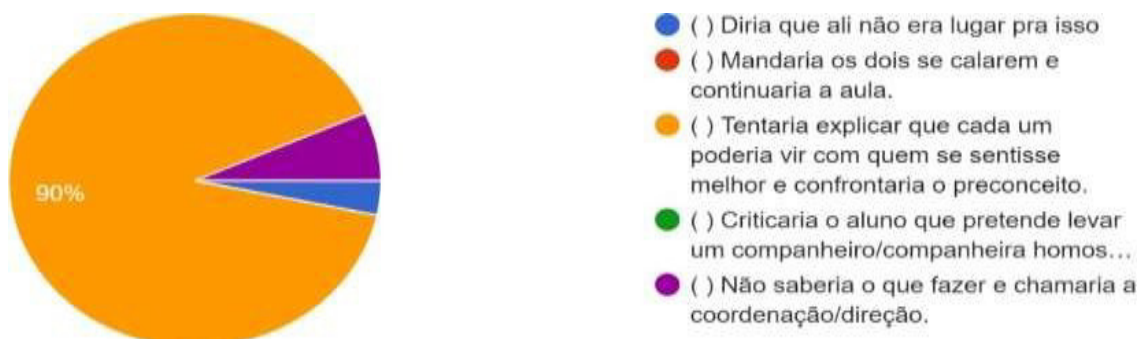 90%
( ) Diria que ali não era lugar pra isso
( ) Mandaria os dois se calarem e
continuaria a aula.
( ) Tentaria explicar que cada um
poderia vir com quem se sentisse
melhor e confrontaria o preconceito.
( ) Criticaria o aluno que pretende levar
um companheiro/companheira homos...
( ) Não saberia o que fazer e chamaria a
coordenação/direção.